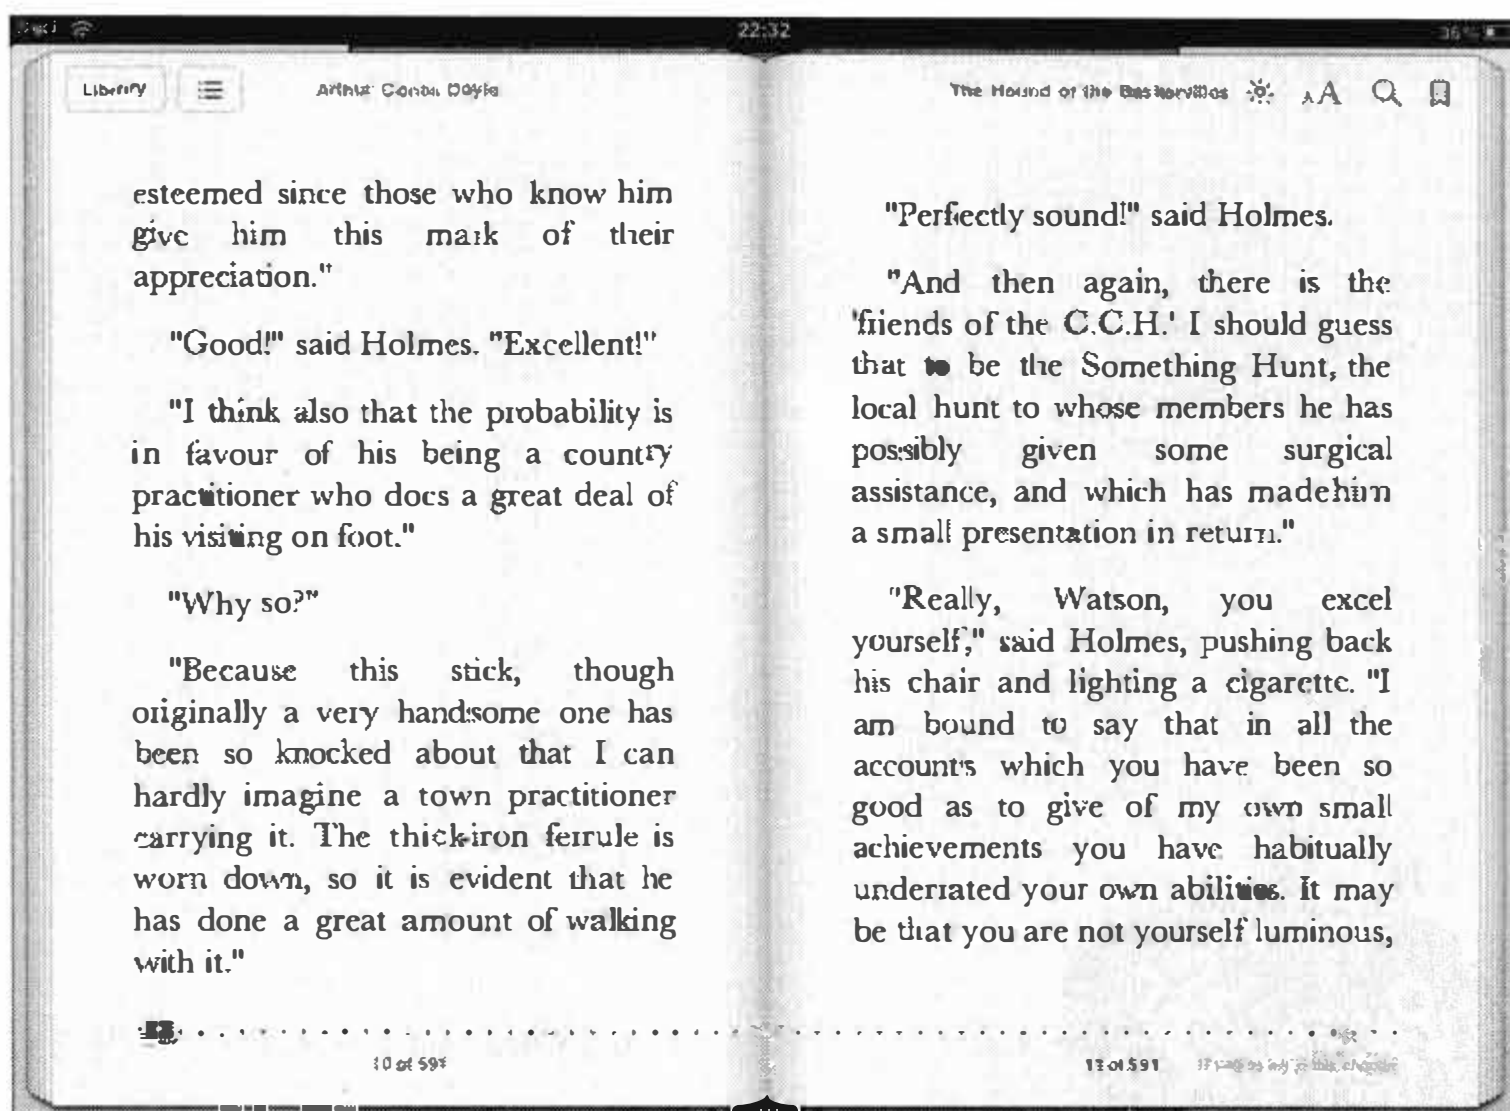 22:32
Library
Arthur Conan Doyle
The Hound of the Baskervilles
AA
esteemed since those who know him
give him this mark of their
appreciation."
"Good!" said Holmes. "Excellent!"
"I think also that the probability is
in favour of his being a country
practitioner who does a great deal of
his visiting on foot."
"Why so?"
"Because this stick, though
originally a very handsome one has
been so knocked about that I can
hardly imagine a town practitioner
carrying it. The thick-iron ferrule is
worn down, so it is evident that he
has done a great amount of walking
with it."
10 of 591
"Perfectly sound!" said Holmes.
"And then again, there is the
'friends of the C.C.H.' I should guess
that to be the Something Hunt, the
local hunt to whose members he has
possibly given some surgical
assistance, and which has made him
a small presentation in return."
"Really, Watson, you excel
yourself," said Holmes, pushing back
his chair and lighting a cigarette. "I
am bound to say that in all the
accounts which you have been so
good as to give of my own small
achievements you have habitually
underrated your own abilities. It may
be that you are not yourself luminous,
11 of 591